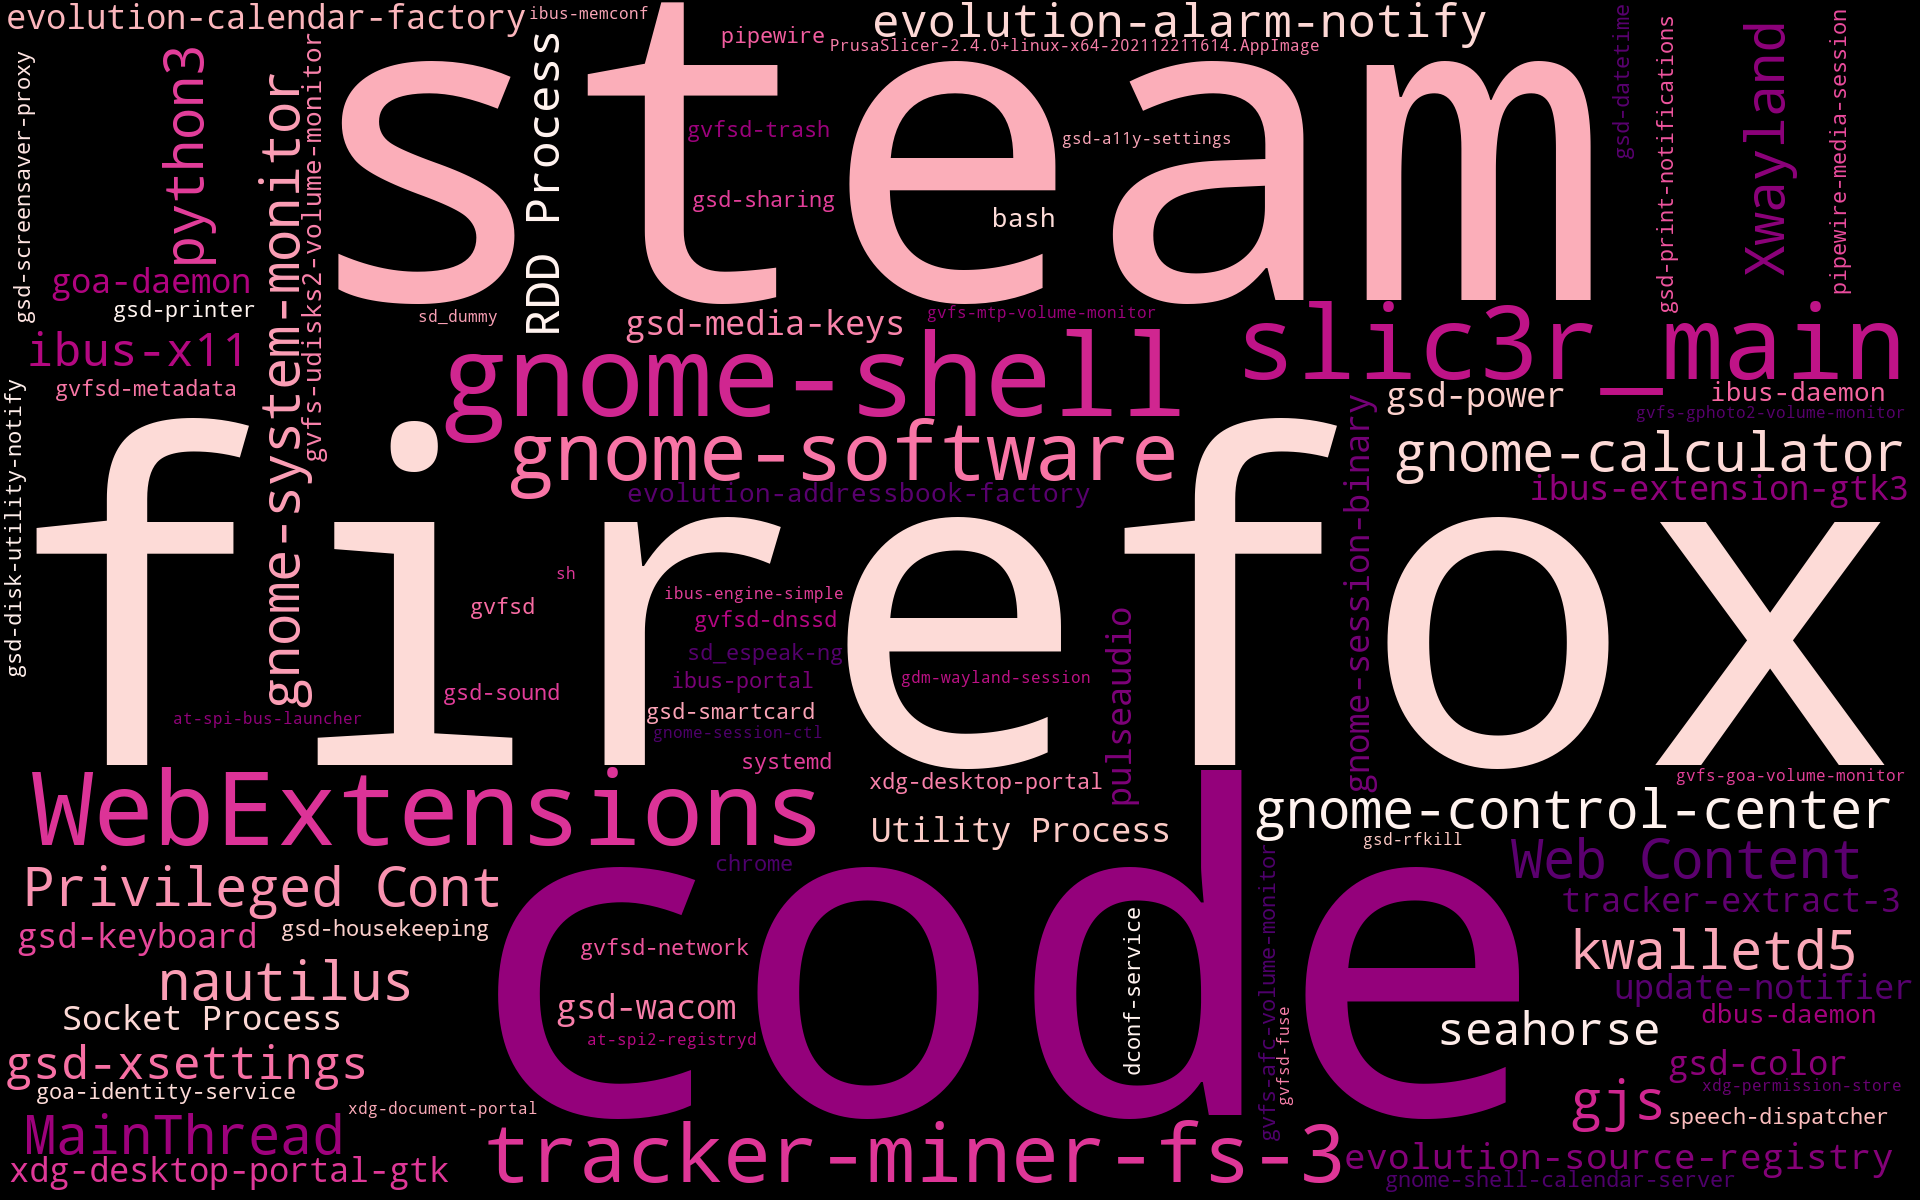 evolution-calendar-factory
ibus-memconf
evolution-alarm-notify
pipewire
PrusaSlicer-2.4.0+linux-x64-202112211614.AppImage
steam
gsd-screensaver-proxy
python3
gnome-system-monitor
gvfs-udisks2-volume-monitor
RDD Process
gvfsd-trash
gsd-a11y-settings
gsd-sharing
bash
gsd-datetime
gsd-print-notifications
Xwayland
pipewire-media-session
goa-daemon
gsd-printer
sd_dummy
gsd-media-keys
gvfs-mtp-volume-monitor
ibus-x11
gnome-shell
slic3r_main
gvfsd-metadata
gsd-power
ibus-daemon
gvfs-gphoto2-volume-monitor
gnome-software
gnome-calculator
evolution-addressbook-factory
ibus-extension-gtk3
gsd-disk-utility-notify
firefox
sh
gvfsd
ibus-engine-simple
gvfsd-dnssd
sd_espeak-ng
ibus-portal
gdm-wayland-session
gsd-sound
gsd-smartcard
at-spi-bus-launcher
gnome-session-ctl
pulseaudio
gnome-session-binary
systemd
xdg-desktop-portal
gvfs-goa-volume-monitor
WebExtensions
gnome-control-center
Utility Process
gsd-rfkill
chrome
Web Content
Privileged Cont
code
tracker-extract-3
gsd-keyboard
gsd-housekeeping
gvfsd-network
dconf-service
gvfs-afc-volume-monitor
gvfsd-fuse
kwalletd5
nautilus
gsd-wacom
update-notifier
Socket Process
seahorse
dbus-daemon
at-spi2-registryd
gsd-xsettings
gsd-color
goa-identity-service
xdg-permission-store
xdg-document-portal
gjs
speech-dispatcher
MainThread
tracker-miner-fs-3
evolution-source-registry
xdg-desktop-portal-gtk
gnome-shell-calendar-server